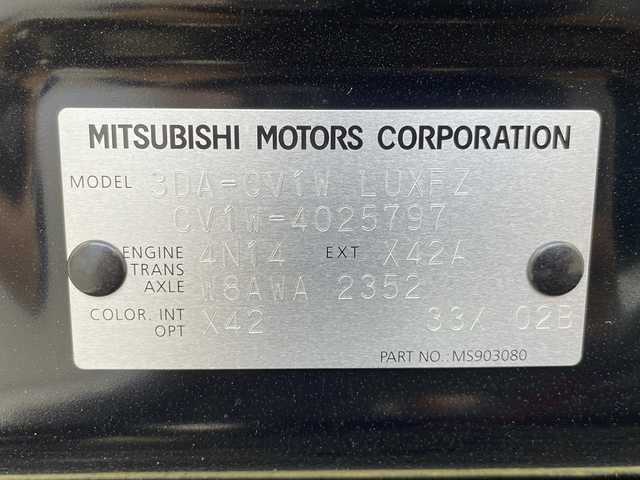 MITSUBISHI MOTORS CORPORATION
MODEL 3DA-CV1W LUXFZ
CV1W-4025797
ENGINE 4N14 EXT X42A
TRANS
AXLE W8AWA 2352
COLOR. INT X42 33X 02B
OPT
PART NO.: MS903080